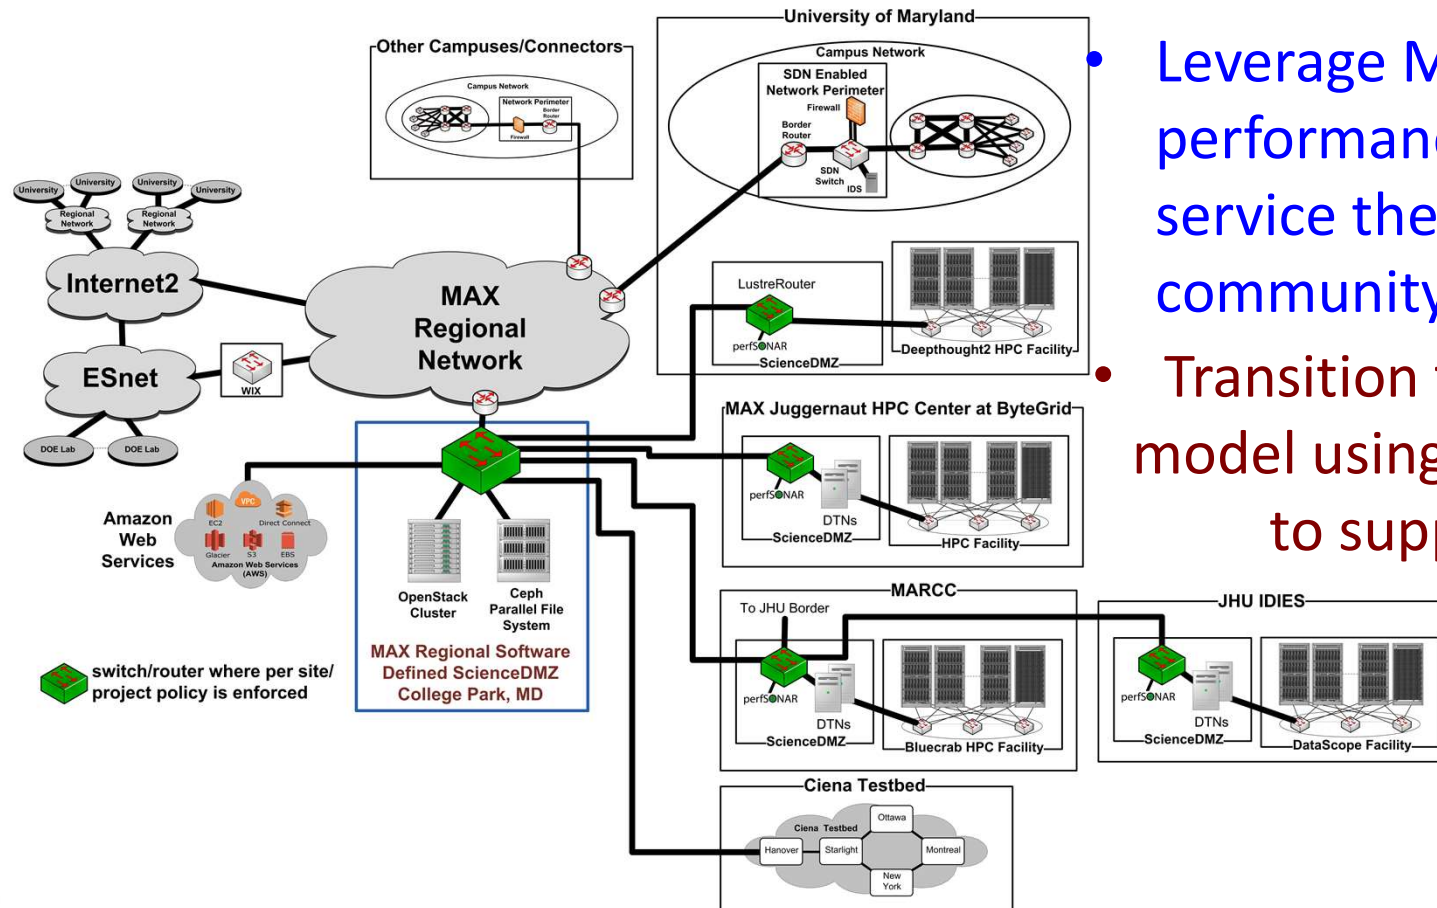 University of Maryland
Other Campuses/Connectors
Campus Network
Network Perimeter
Border
Router
Firewall
Campus Network
SDN Enabled
Network Perimeter
Firewall
Border
Router
SDN
Switch
IDS
University
University
University
University
Regional
Network
Regional
Network
Internet2
ESnet
WIX
DOE Lab
DOE Lab
MAX
Regional
Network
LustreRouter
perfSONAR
ScienceDMZ
Deepthought2 HPC Facility
MAX Juggernaut HPC Center at ByteGrid
perfSONAR
DTNs
ScienceDMZ
HPC Facility
Amazon
Web
Services
VPC
EC2
Direct Connect
Glacier
S3
EBS
Amazon Web Services
(AWS)
OpenStack
Cluster
Ceph
Parallel File
System
MAX Regional Software
Defined ScienceDMZ
College Park, MD
switch/router where per site/
project policy is enforced
MARCC
To JHU Border
perfSONAR
DTNs
ScienceDMZ
Bluecrab HPC Facility
JHU IDIES
perfSONAR
DTNs
ScienceDMZ
DataScope Facility
Ciena Testbed
Ciena Testbed
Ottawa
Hanover
Starlight
Montreal
New
York
• Leverage M
performanc
service the
community
• Transition
model using
to supp